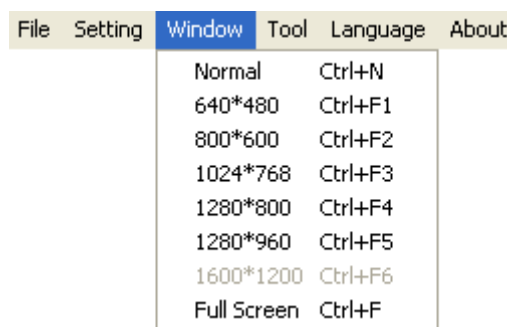 File Setting Window Tool Language About
Normal Ctrl+N
640*480 Ctrl+F1
800*600 Ctrl+F2
1024*768 Ctrl+F3
1280*800 Ctrl+F4
1280*960 Ctrl+F5
1600*1200 Ctrl+F6
Full Screen Ctrl+F